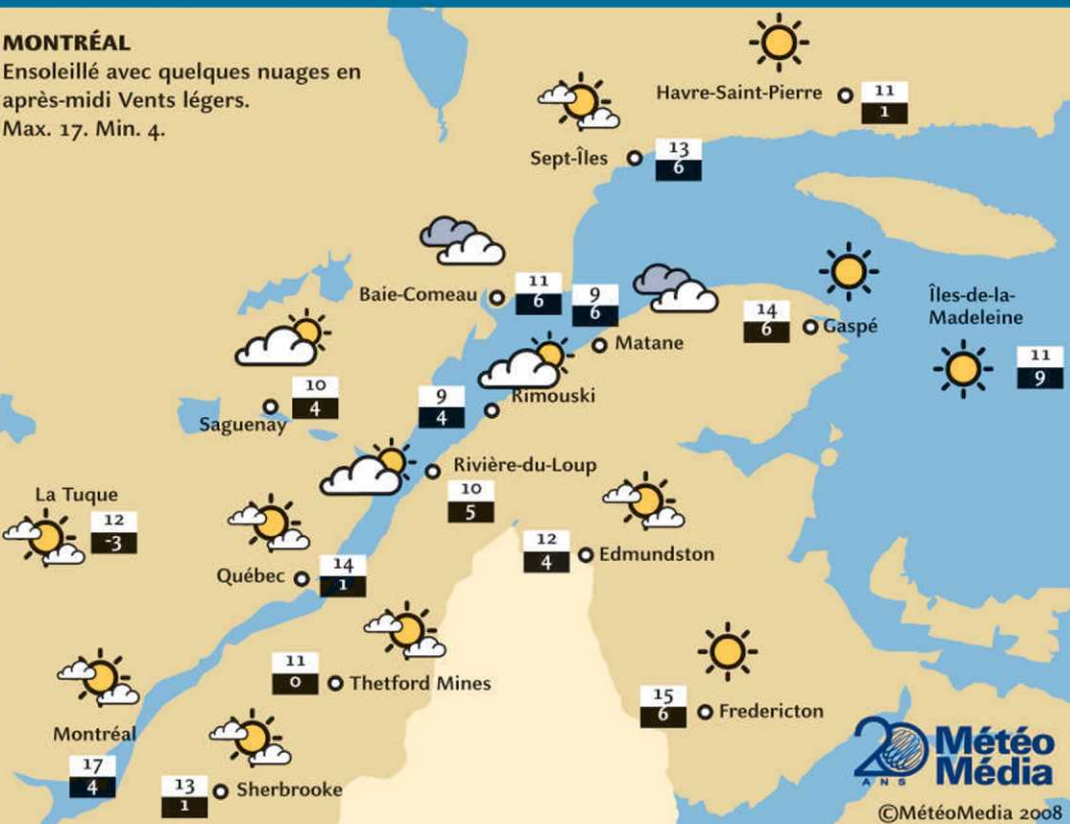 MONTRÉAL
Ensoleillé avec quelques nuages en
après-midi Vents légers.
Max. 17. Min. 4.
Havre-Saint-Pierre
11
1
Sept-Îles
13
6
Baie-Comeau
11
6
9
6
Matane
14
6
Gaspé
Îles-de-la-
Madeleine
11
9
10
4
Saguenay
9
4
Rimouski
Rivière-du-Loup
10
5
La Tuque
12
-3
Québec
14
1
12
4
Edmundston
11
0
Thetford Mines
15
6
Fredericton
Montréal
17
4
13
1
Sherbrooke
20
ANS
Météo
Média
©MétéoMedia 2008